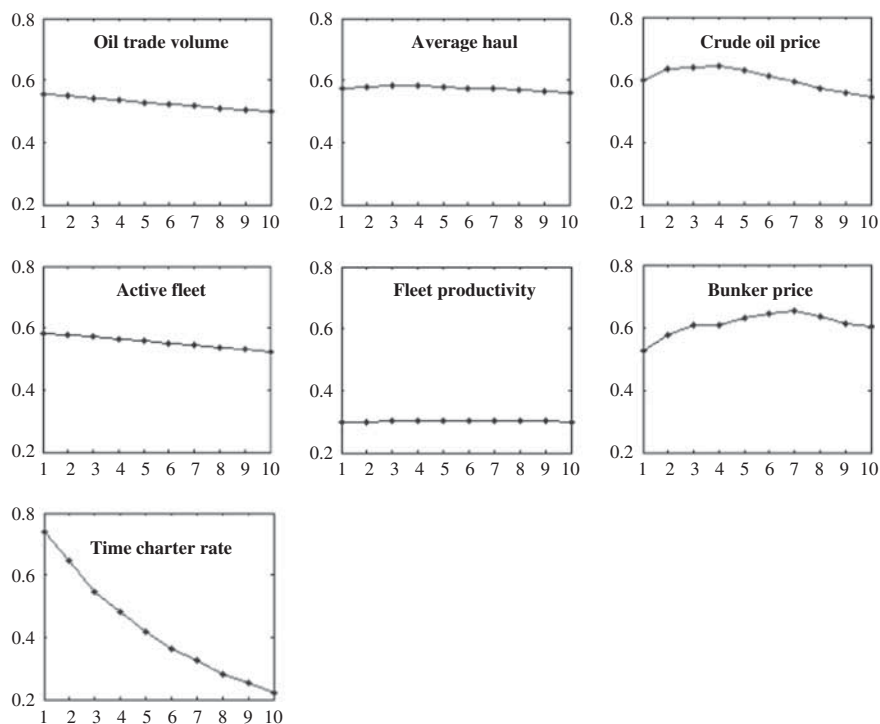 Oil trade volume
0.8
0.6
0.4
0.2
1 2 3 4 5 6 7 8 9 10
Average haul
0.8
0.6
0.4
0.2
1 2 3 4 5 6 7 8 9 10
Crude oil price
0.8
0.6
0.4
0.2
1 2 3 4 5 6 7 8 9 10
Active fleet
0.8
0.6
0.4
0.2
1 2 3 4 5 6 7 8 9 10
Fleet productivity
0.8
0.6
0.4
0.2
1 2 3 4 5 6 7 8 9 10
Bunker price
0.8
0.6
0.4
0.2
1 2 3 4 5 6 7 8 9 10
Time charter rate
0.8
0.6
0.4
0.2
1 2 3 4 5 6 7 8 9 10